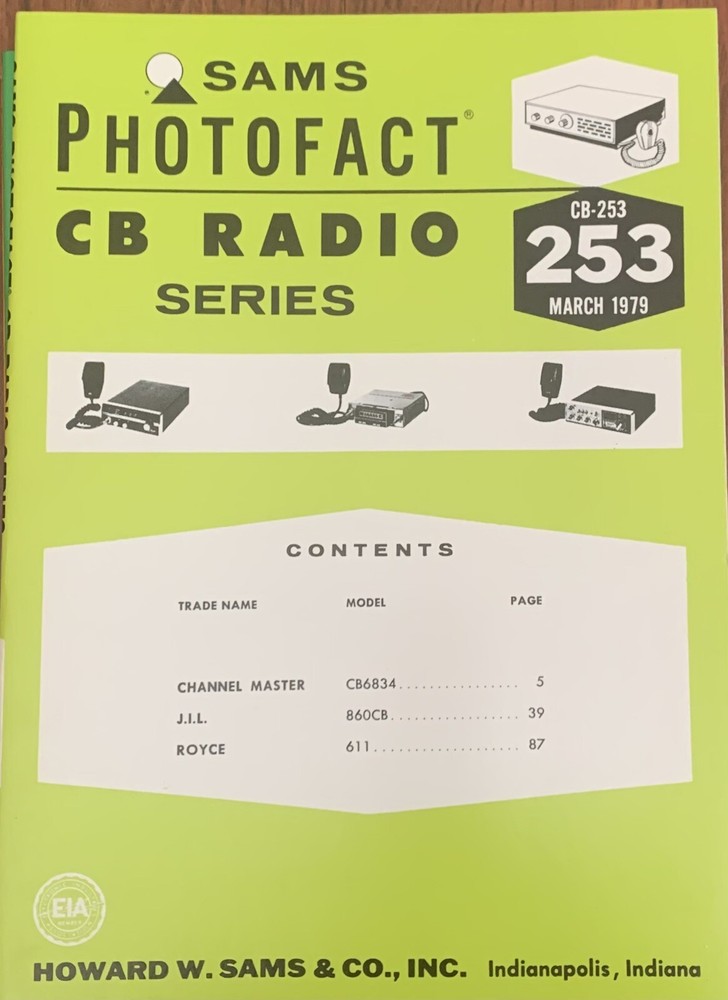 SAMS
PHOTOFACT®
CB RADIO
SERIES
CB-253
253
MARCH 1979
CONTENTS
TRADE NAME MODEL PAGE
CHANNEL MASTER CB6834................ 5
J.I.L. 860CB................. 39
ROYCE 611................... 87
EIA
HOWARD W. SAMS & CO., INC. Indianapolis, Indiana